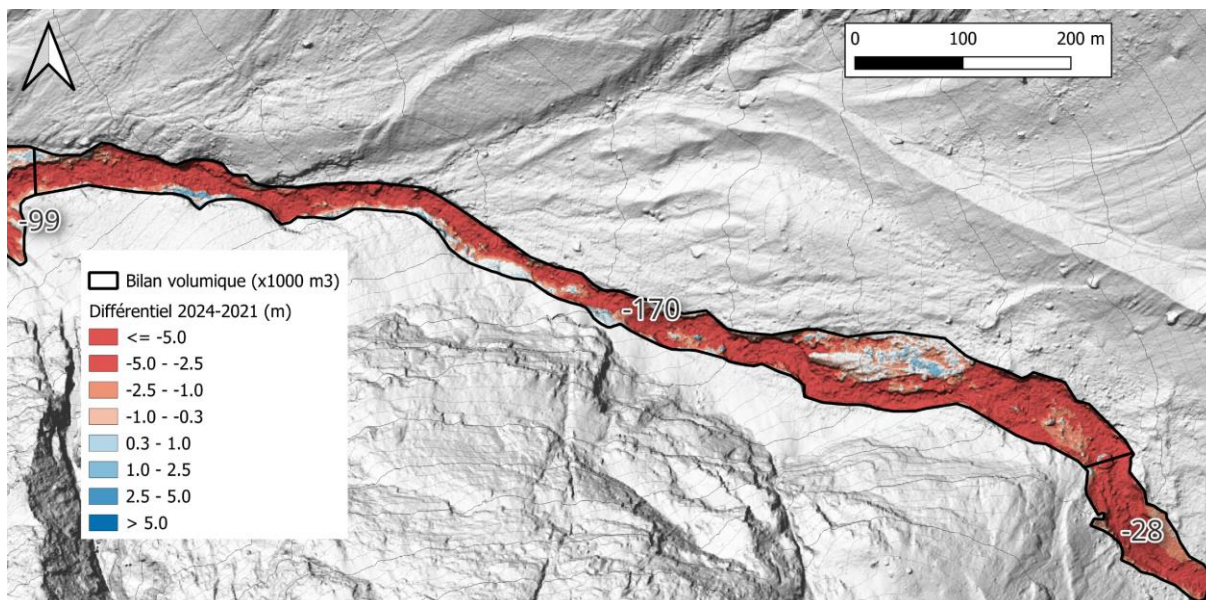 0 100 200 m
-99
Bilan volumique (x1000 m3)
Différentiel 2024-2021 (m)
<= -5.0
-5.0 - -2.5
-2.5 - -1.0
-1.0 - -0.3
0.3 - 1.0
1.0 - 2.5
2.5 - 5.0
> 5.0
-170
-28